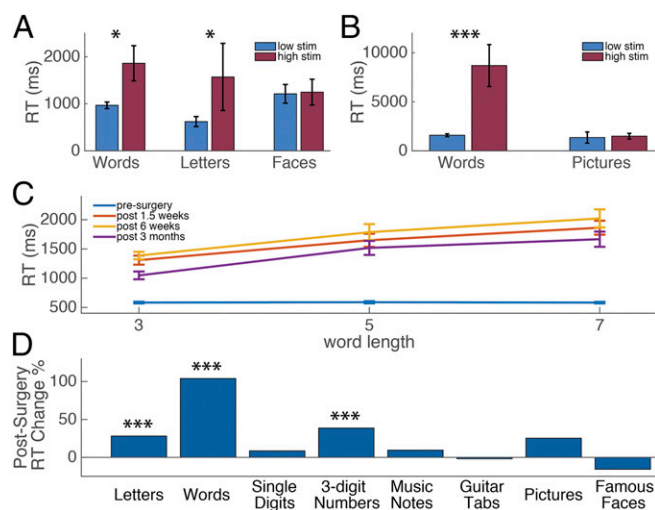 A
B
*
*
low stim
high stim
2000
1000
0
RT (ms)
Words
Letters
Faces
***
low stim
high stim
10000
5000
0
RT (ms)
Words
Pictures
C
pre-surgery
post 1.5 weeks
post 6 weeks
post 3 months
2000
1500
1000
500
RT (ms)
3
5
7
word length
D
Post-Surgery
RT Change %
100
50
0
***
***
***
Letters
Words
Single
Digits
3-digit
Numbers
Music
Notes
Guitar
Tabs
Pictures
Famous
Faces